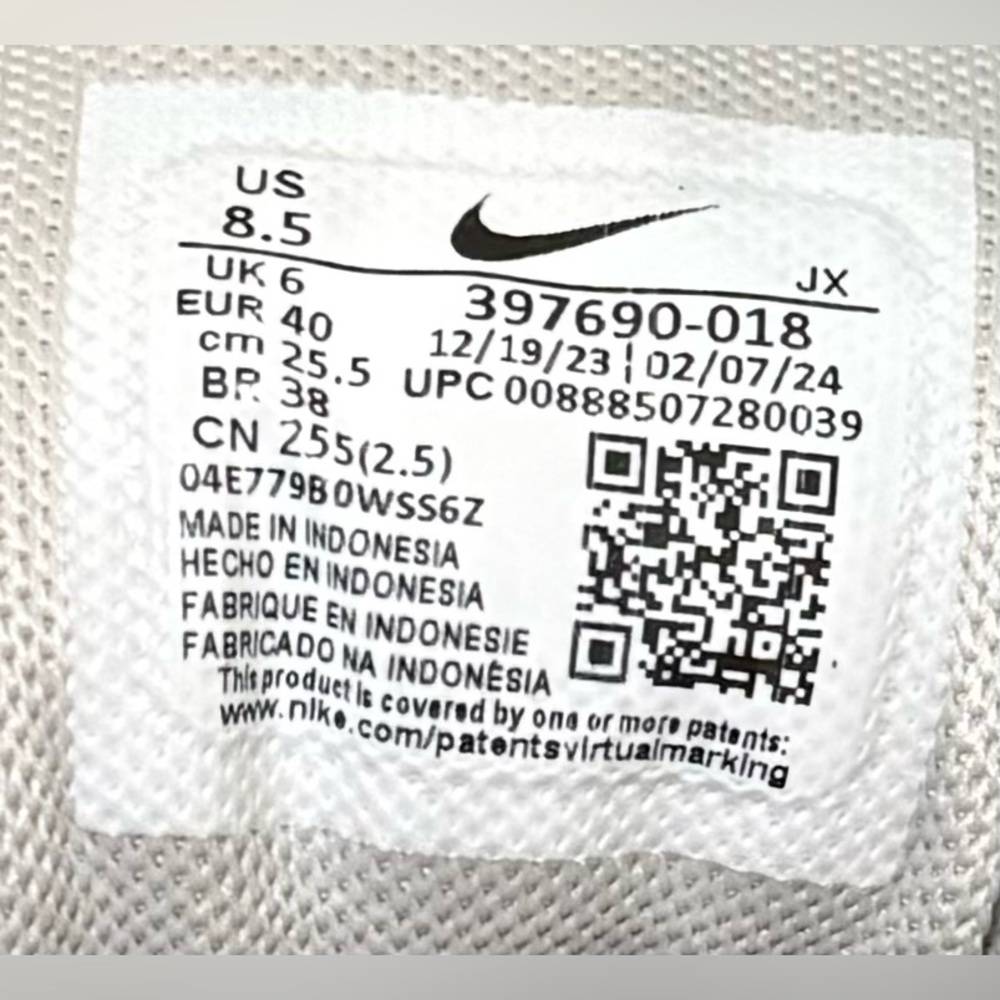 US
8.5
JX
UK 6
EUR 40
cm 25.5
BR 38
CN 255(2.5)
397690-018
12/19/23 | 02/07/24
UPC 00888507280039
04E779B0WSS6Z
MADE IN INDONESIA
HECHO EN INDONESIA
FABRIQUE EN INDONESIE
FABRICADO NA INDONÉSIA
This product is covered by one or more patents:
www.nike.com/patentsvirtualmarking